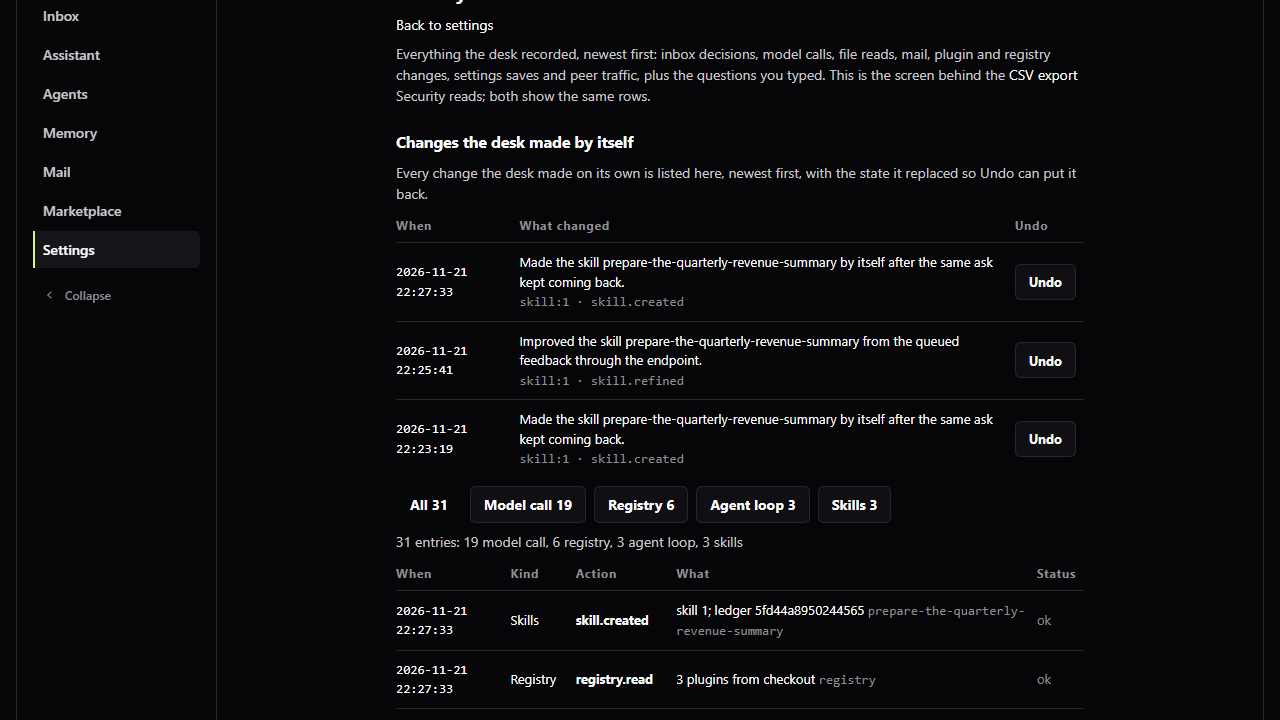 Inbox
Assistant
Agents
Memory
Mail
Marketplace
Settings
Collapse
Back to settings
Everything the desk recorded, newest first: inbox decisions, model calls, file reads, mail, plugin and registry
changes, settings saves and peer traffic, plus the questions you typed. This is the screen behind the CSV export
Security reads; both show the same rows.
Changes the desk made by itself
Every change the desk made on its own is listed here, newest first, with the state it replaced so Undo can put it
back.
When What changed Undo
2026-11-21
22:27:33
Made the skill prepare-the-quarterly-revenue-summary by itself after the same ask
kept coming back.
skill:1 · skill.created
Undo
2026-11-21
22:25:41
Improved the skill prepare-the-quarterly-revenue-summary from the queued
feedback through the endpoint.
skill:1 · skill.refined
Undo
2026-11-21
22:23:19
Made the skill prepare-the-quarterly-revenue-summary by itself after the same ask
kept coming back.
skill:1 · skill.created
Undo
All 31 Model call 19 Registry 6 Agent loop 3 Skills 3
31 entries: 19 model call, 6 registry, 3 agent loop, 3 skills
When Kind Action What Status
2026-11-21
22:27:33
Skills
skill.created
skill 1; ledger 5fd44a8950244565 prepare-the-quarterly-
revenue-summary
ok
2026-11-21
22:27:33
Registry
registry.read
3 plugins from checkout registry
ok